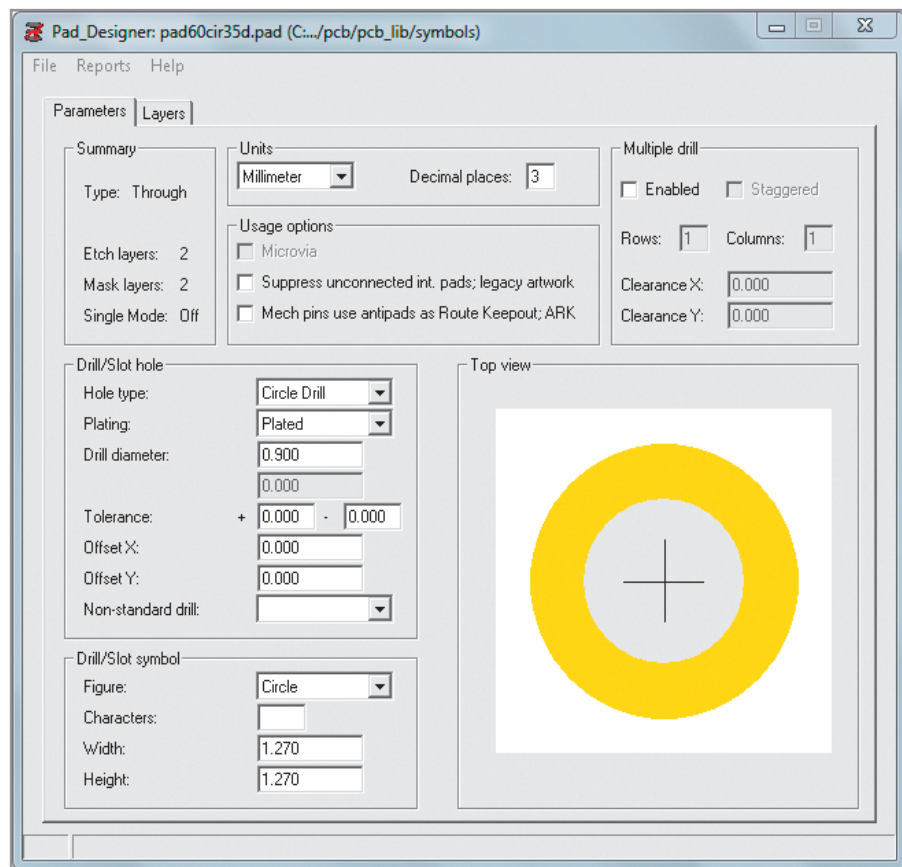 Pad_Designer: pad60cir35d.pad (C:.../pcb/pcb_lib/symbols)
File Reports Help
Parameters Layers
Summary
Type: Through
Etch layers: 2
Mask layers: 2
Single Mode: Off
Units
Millimeter Decimal places: 3
Usage options
Microvia
Suppress unconnected int. pads; legacy artwork
Mech pins use antipads as Route Keepout; ARK
Multiple drill
Enabled Staggered
Rows: 1 Columns: 1
Clearance X: 0.000
Clearance Y: 0.000
Drill/Slot hole
Hole type: Circle Drill
Plating: Plated
Drill diameter: 0.900
0.000
Tolerance: + 0.000 - 0.000
Offset X: 0.000
Offset Y: 0.000
Non-standard drill:
Drill/Slot symbol
Figure: Circle
Characters:
Width: 1.270
Height: 1.270
Top view